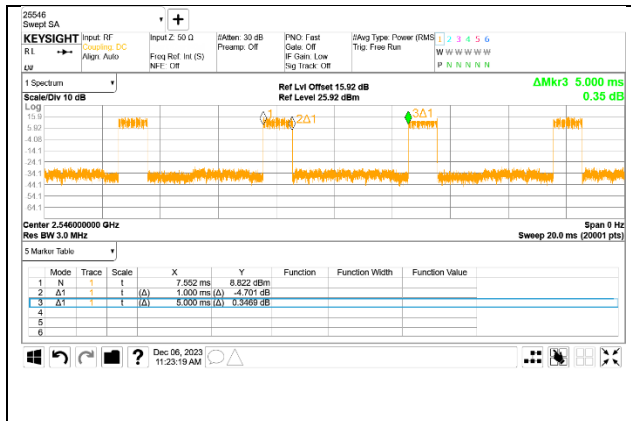 25546
Swept SA
KEYSIGHT Input: RF Input Z: 50 Ω #Atten: 30 dB PNO: Fast #Avg Type: Power (RMS 1 2 3 4 5 6
RL Coupling: DC Preamp: Off Gate: Off Trig: Free Run W W W W W W
Align: Auto Freq Ref: Int (S) IF Gain: Low
NFE: Off Sig Track: Off P N N N N N
1 Spectrum Ref Lvl Offset 15.92 dB ΔMkr3 5.000 ms
Scale/Div 10 dB Ref Level 25.92 dBm 0.35 dB
Log
15.9 1 2Δ1 3Δ1
5.92
-4.08
-14.1
-24.1
-34.1
-44.1
-54.1
-64.1
Center 2.546000000 GHz Span 0 Hz
Res BW 3.0 MHz Sweep 20.0 ms (20001 pts)
5 Marker Table
Mode Trace Scale X Y Function Function Width Function Value
1 N 1 t 7.552 ms 8.822 dBm
2 Δ1 1 t (Δ) 1.000 ms (Δ) -4.701 dB
3 Δ1 1 t (Δ) 5.000 ms (Δ) 0.3469 dB
4
5
6
? Dec 06, 2023
11:23:19 AM